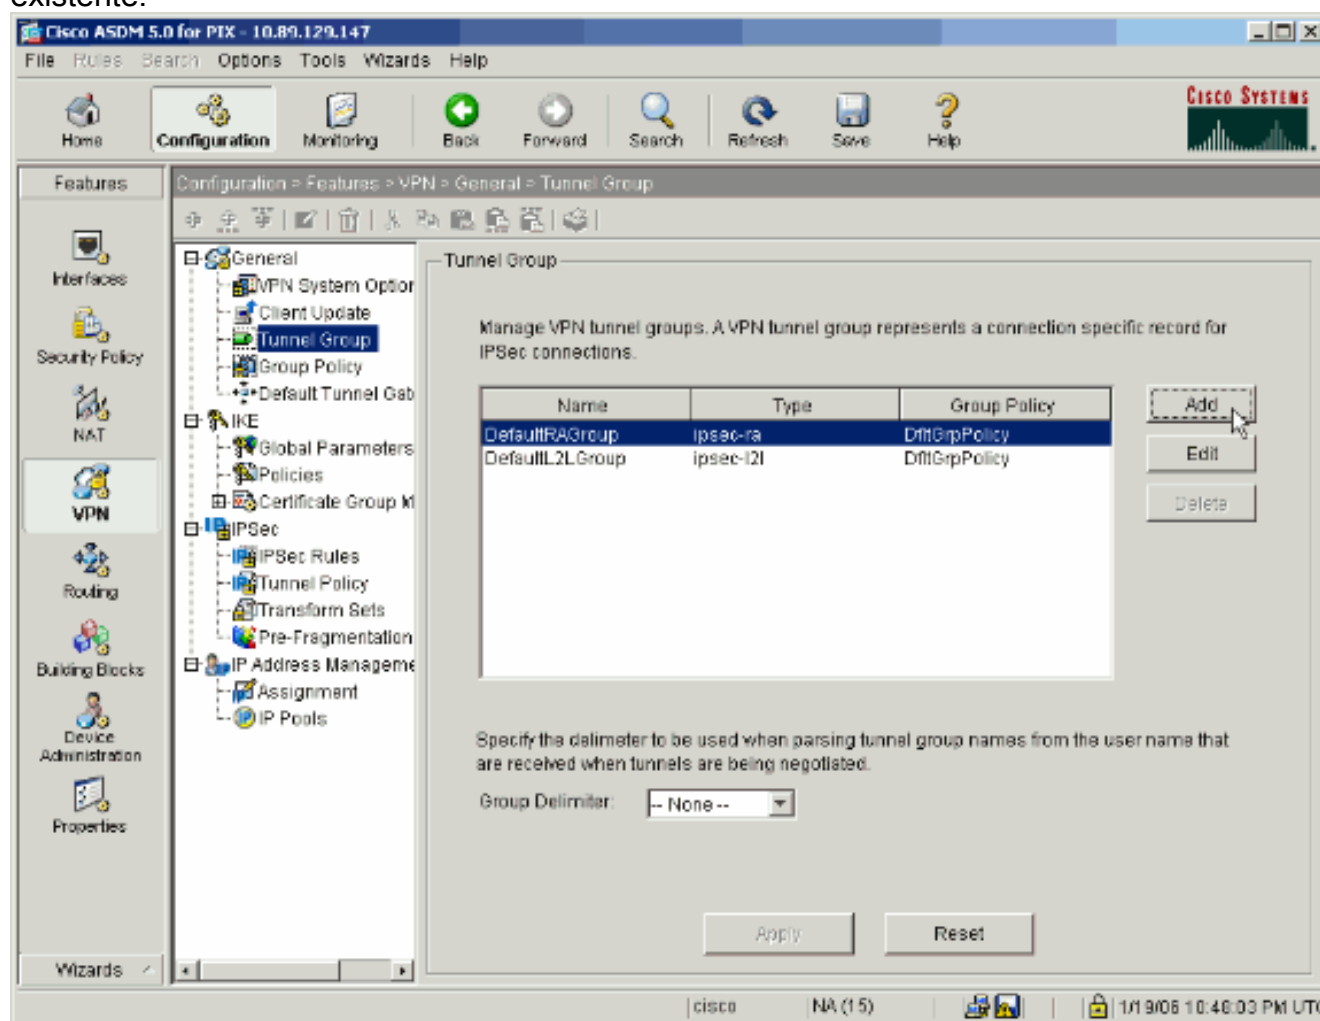 existente.
Cisco ASDM 5.0 for PIX - 10.89.129.147
File Rules Search Options Tools Wizards Help
Home Configuration Monitoring Back Forward Search Refresh Save Help
CISCO SYSTEMS
Features
Configuration > Features > VPN > General > Tunnel Group
Interfaces
Security Policy
NAT
VPN
Routing
Building Blocks
Device
Administration
Properties
Wizards
General
VPN System Option
Client Update
Tunnel Group
Group Policy
Default Tunnel Gat
IKE
Global Parameters
Policies
Certificate Group M
IPSec
IPSec Rules
Tunnel Policy
Transform Sets
Pre-Fragmentation
IP Address Manageme
Assignment
IP Pools
Tunnel Group
Manage VPN tunnel groups. A VPN tunnel group represents a connection specific record for
IPSec connections.
Name Type Group Policy
DefaultRAGroup ipsec-ra DfltGrpPolicy
DefaultL2LGroup ipsec-l2l DfltGrpPolicy
Add
Edit
Delete
Specify the delimeter to be used when parsing tunnel group names from the user name that
are received when tunnels are being negotiated.
Group Delimiter: -- None --
Apply Reset
cisco NA (15) 1/19/06 10:48:03 PM UTC